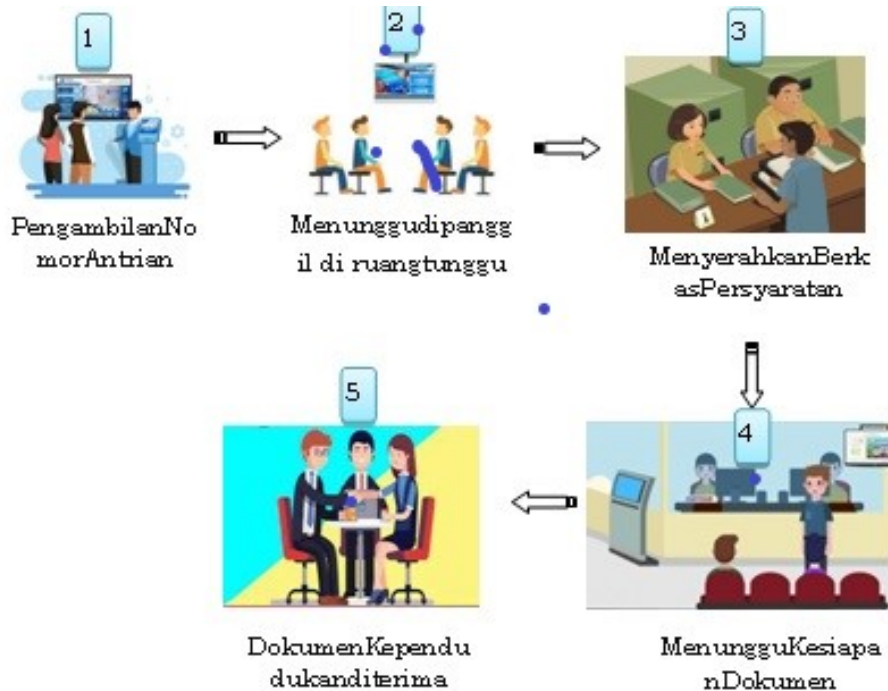 1
PengambilanNo
morAntrian
2
Menunggudipangg
il di ruangtunggu
3
MenyerahkanBerk
asPersyaratan
4
MenungguKesiapa
nDokumen
5
DokumenKependu
dukanditerima